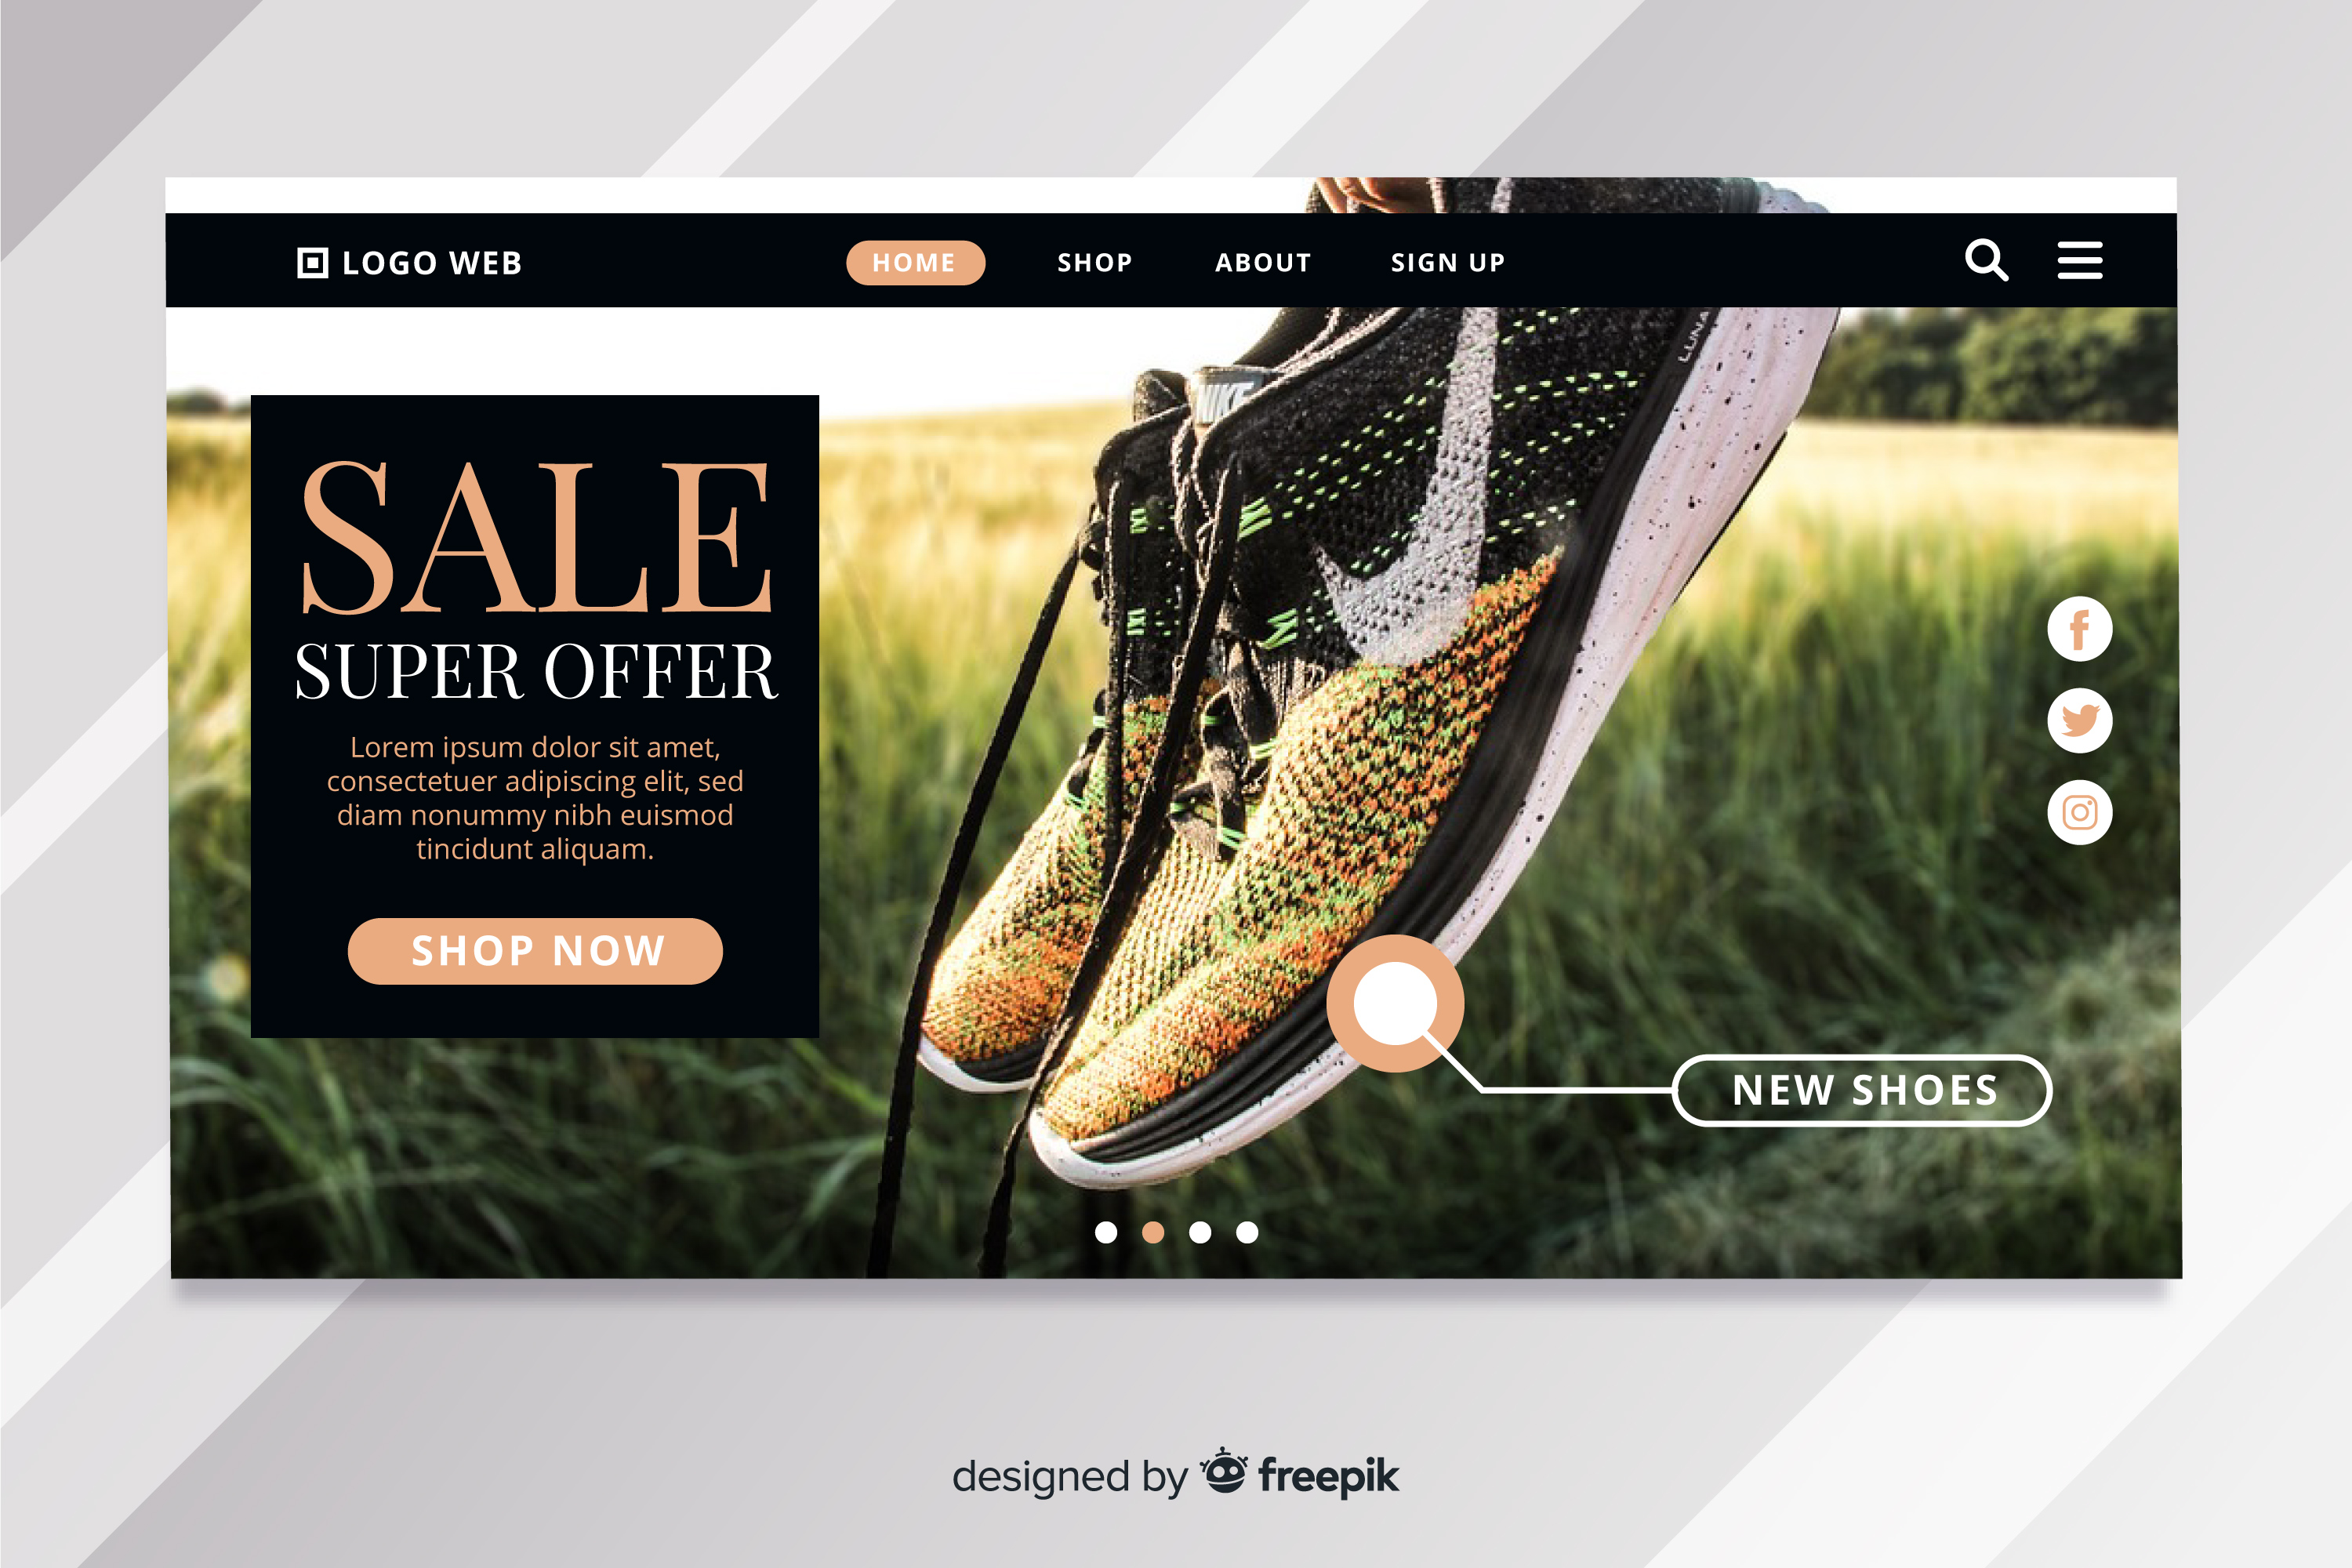 LOGO WEB
HOME
SHOP
ABOUT
SIGN UP
LUNA
NIKE
SALE
SUPER OFFER
Lorem ipsum dolor sit amet,
consectetuer adipiscing elit, sed
diam nonummy nibh euismod
tincidunt aliquam.
SHOP NOW
NEW SHOES
designed by freepik